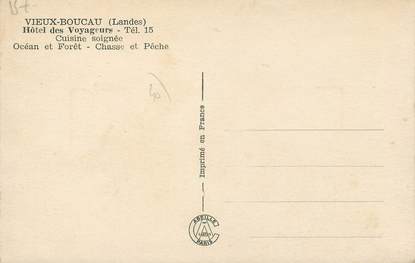 VIEUX-BOUCAU (Landes)
Hôtel des Voyageurs - Tél. 15
Cuisine soignée
Océan et Forêt - Chasse et Pêche
Imprimé en France
ABEILLE
PARIS